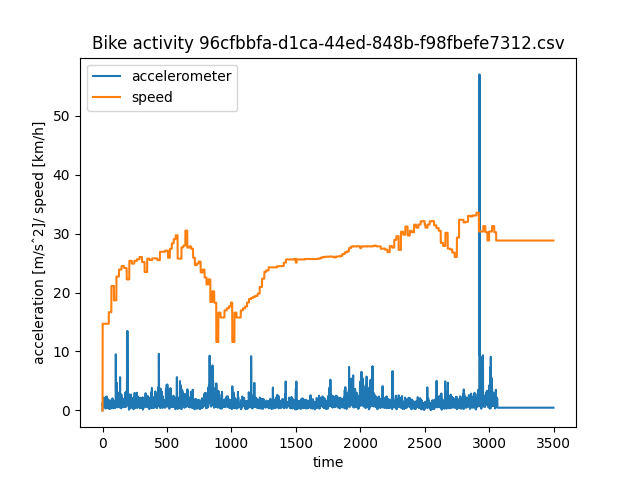 Bike activity 96cfbbfa-d1ca-44ed-848b-f98fbefe7312.csv
accelerometer
speed
acceleration [m/s^2]/ speed [km/h]
50
40
30
20
10
0
0 500 1000 1500 2000 2500 3000 3500
time